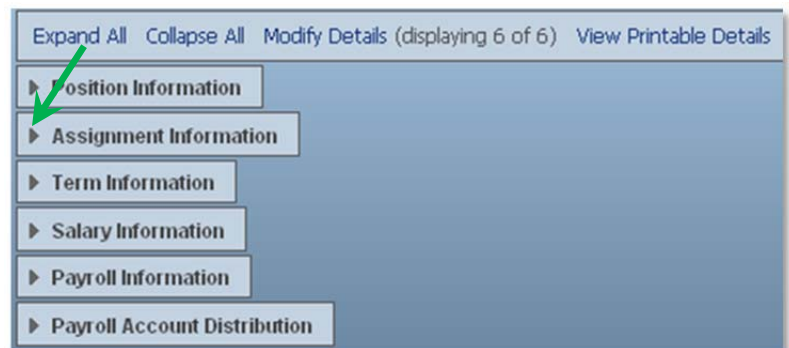 Expand All Collapse All Modify Details (displaying 6 of 6) View Printable Details
Position Information
Assignment Information
Term Information
Salary Information
Payroll Information
Payroll Account Distribution